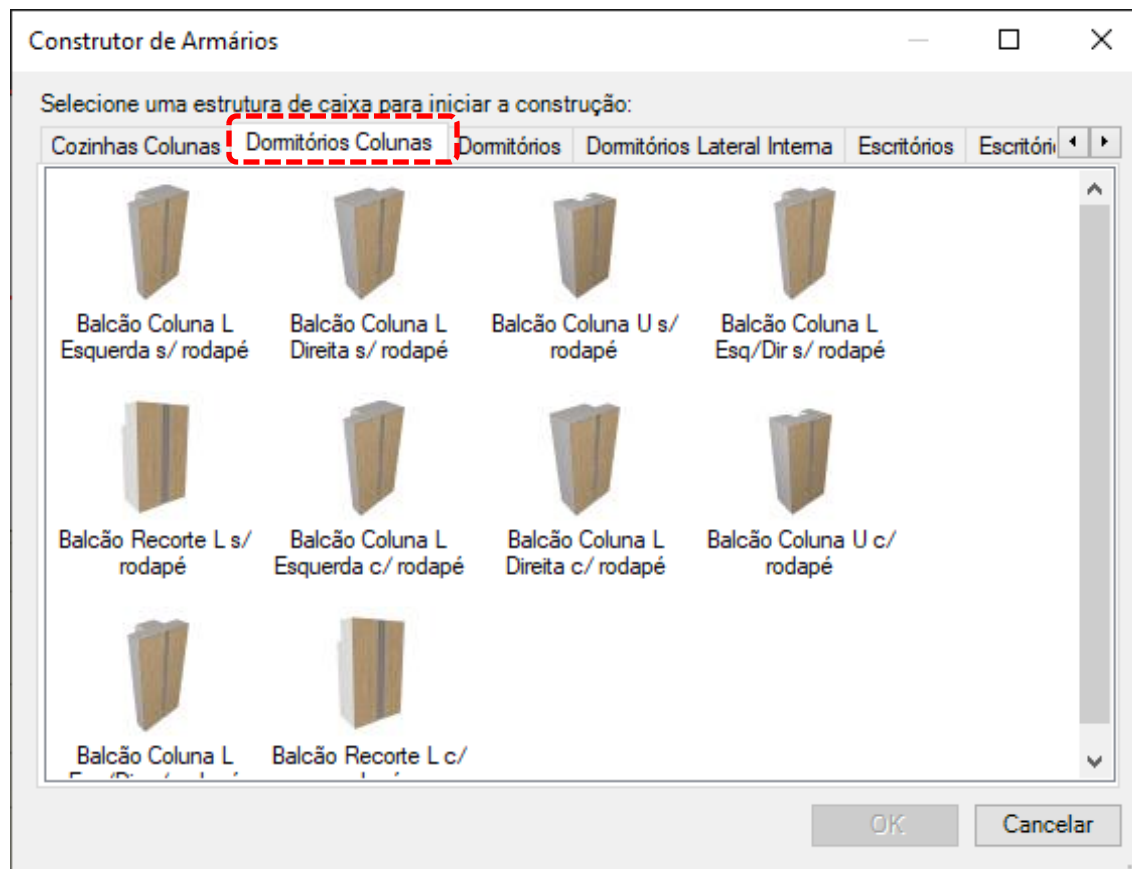 Construtor de Armários
Selecione uma estrutura de caixa para iniciar a construção:
Cozinhas Colunas Dormitórios Colunas Dormitórios Dormitórios Lateral Interna Escritórios Escritóri
Balcão Coluna L Balcão Coluna L Balcão Coluna U s/ Balcão Coluna L
Esquerda s/ rodapé Direita s/ rodapé rodapé Esq/Dir s/ rodapé
Balcão Recorte L s/ Balcão Coluna L Balcão Coluna L Balcão Coluna U c/
rodapé Esquerda c/ rodapé Direita c/ rodapé rodapé
Balcão Coluna L Balcão Recorte L c/
OK Cancelar